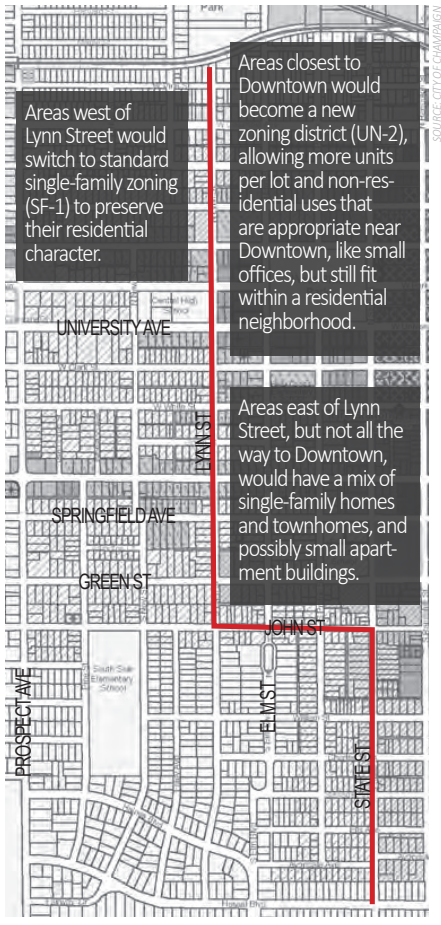 Park
SOURCE: CITY OF CHAMPAIGN
Areas west of
Lynn Street would
switch to standard
single-family zoning
(SF-1) to preserve
their residential
character.
Areas closest to
Downtown would
become a new
zoning district (UN-2),
allowing more units
per lot and non-res-
idential uses that
are appropriate near
Downtown, like small
offices, but still fit
within a residential
neighborhood.
Central High
School
UNIVERSITY AVE
W Clark St
W White St
LYNN ST
Areas east of Lynn
Street, but not all the
way to Downtown,
would have a mix of
single-family homes
and townhomes, and
possibly small apart-
ment buildings.
SPRINGFIELD AVE
GREEN ST
JOHN ST
South Side
Elementary
School
PROSPECT AVE
ELM ST
William St
STATE ST